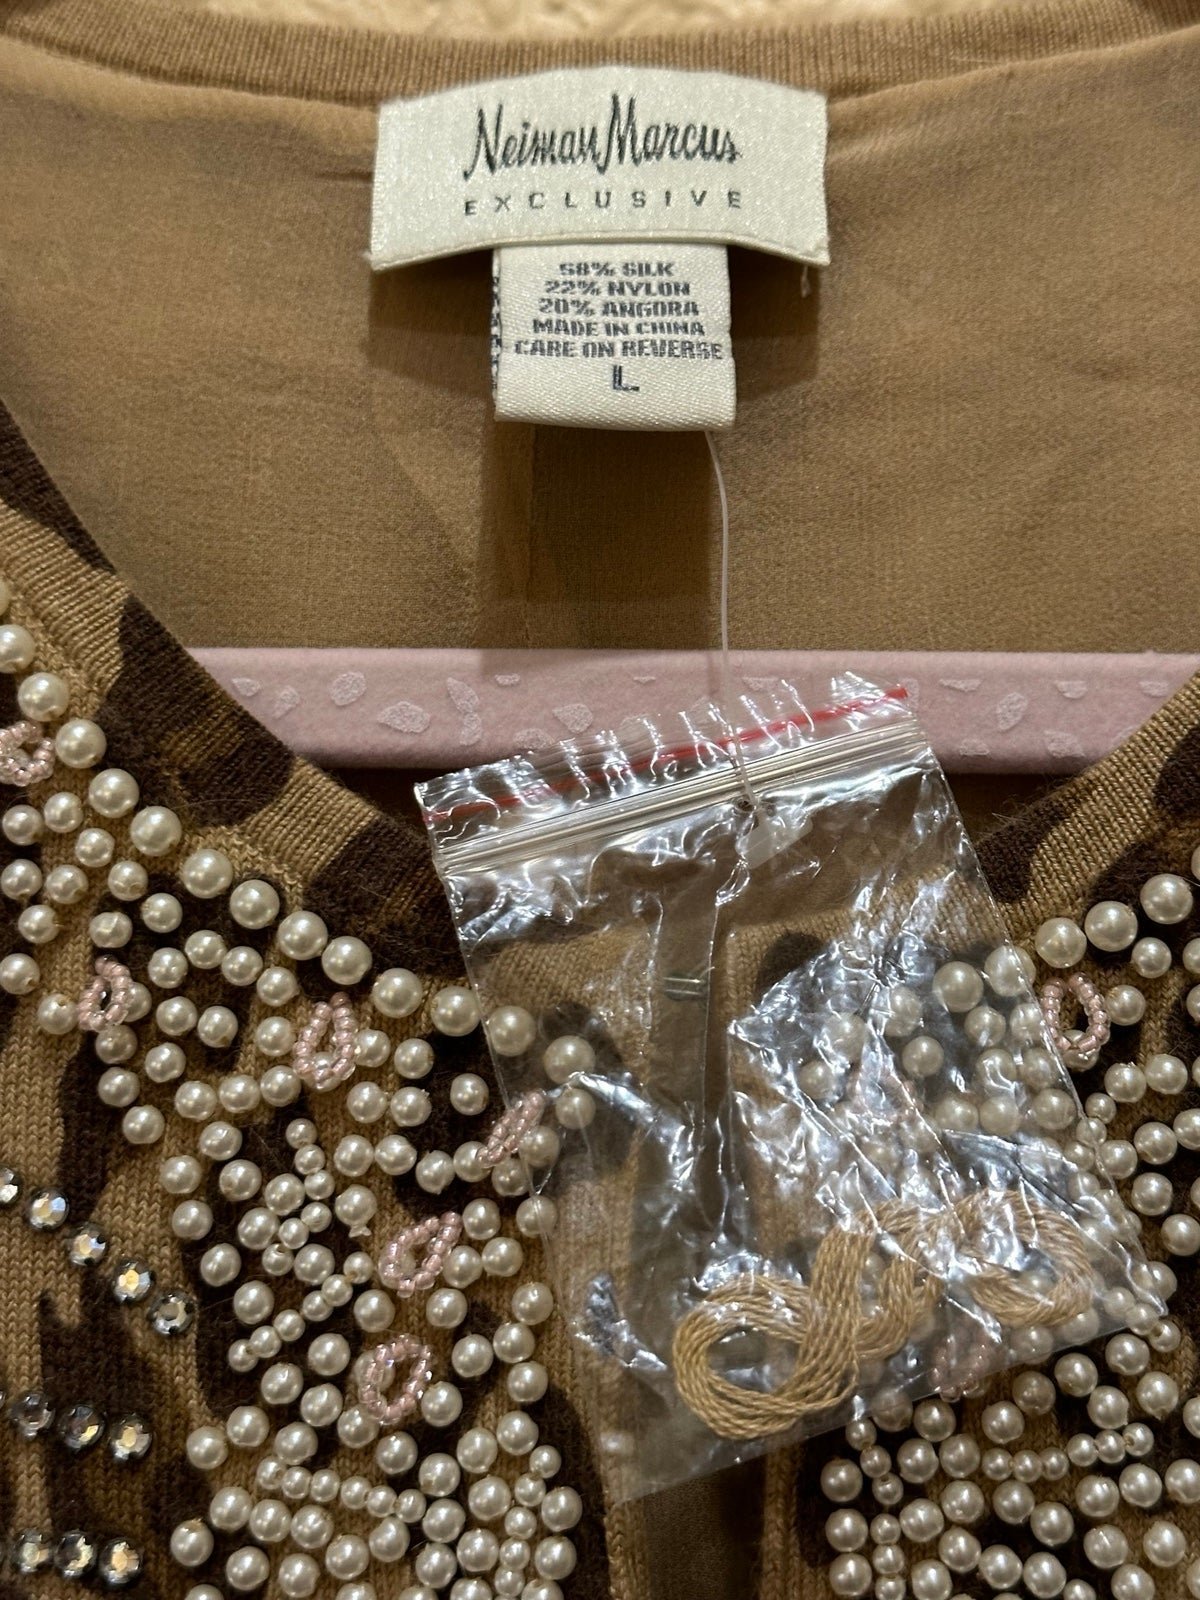 Neiman Marcus
EXCLUSIVE
58% SILK
22% NYLON
20% ANGORA
MADE IN CHINA
CARE ON REVERSE
L